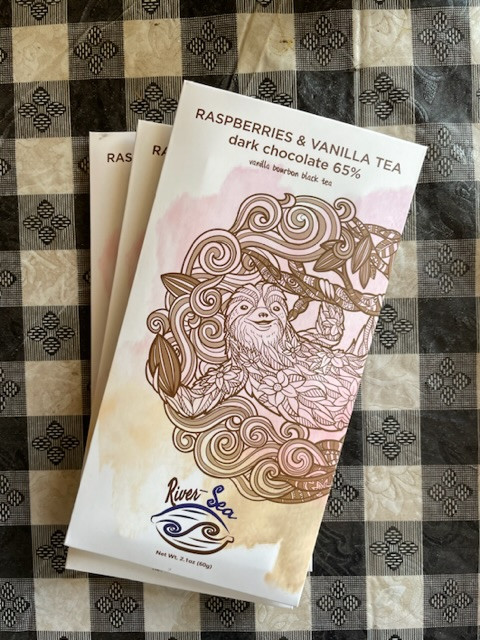 RASPBERRIES & VANILLA TEA
dark chocolate 65%
vanilla bourbon black tea
River-Sea
Net Wt. 2.1oz (60g)
RAS
RA